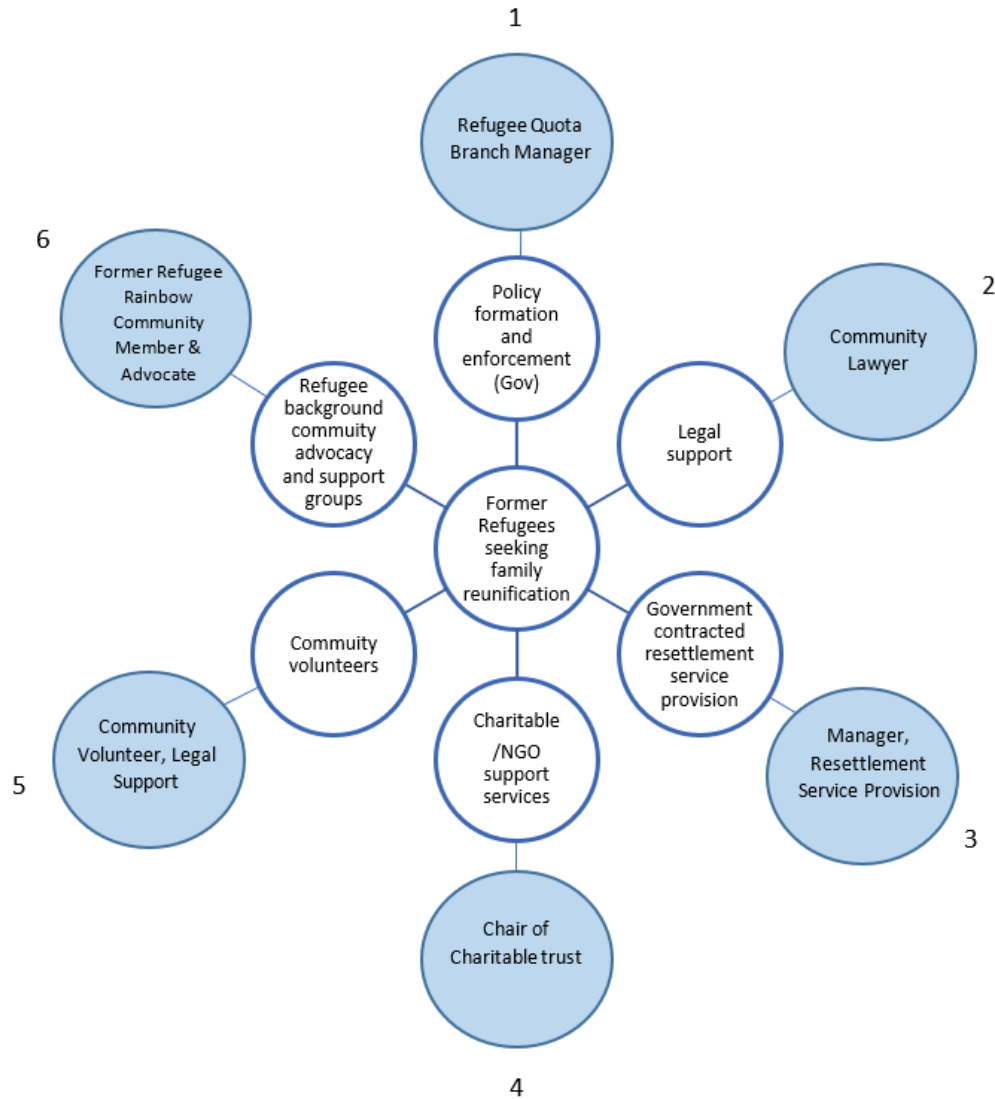 1
Refugee Quota
Branch Manager
6
Former Refugee
Rainbow
Community
Member &
Advocate
Policy
formation
and
enforcement
(Gov)
2
Community
Lawyer
Refugee
background
commuity
advocacy
and support
groups
Legal
support
Former
Refugees
seeking
family
reunification
Commuity
volunteers
Government
contracted
resettlement
service
provision
5
Community
Volunteer, Legal
Support
Charitable
/NGO
support
services
Manager,
Resettlement
Service Provision
3
Chair of
Charitable trust
4